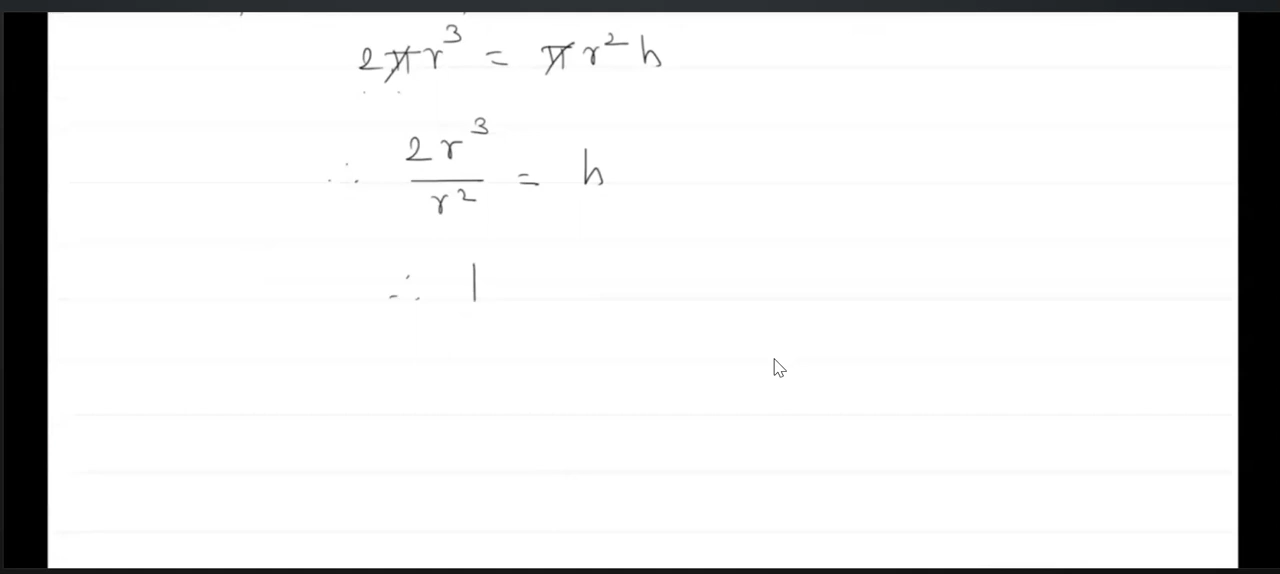 2πr³ = πr²h
∴ 2r³/r² = h
∴ |